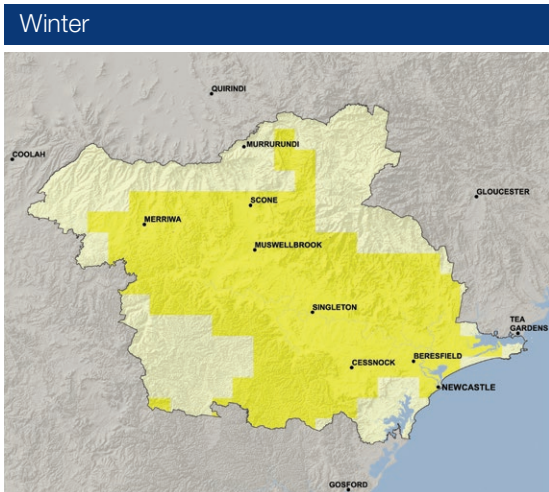 Winter
QUIRINDI
MURRURUNDI
COOLAH
GLOUCESTER
SCONE
MERRIWA
MUSWELLBROOK
SINGLETON
TEA
GARDENS
BERESFIELD
CESSNOCK
NEWCASTLE
GOSFORD